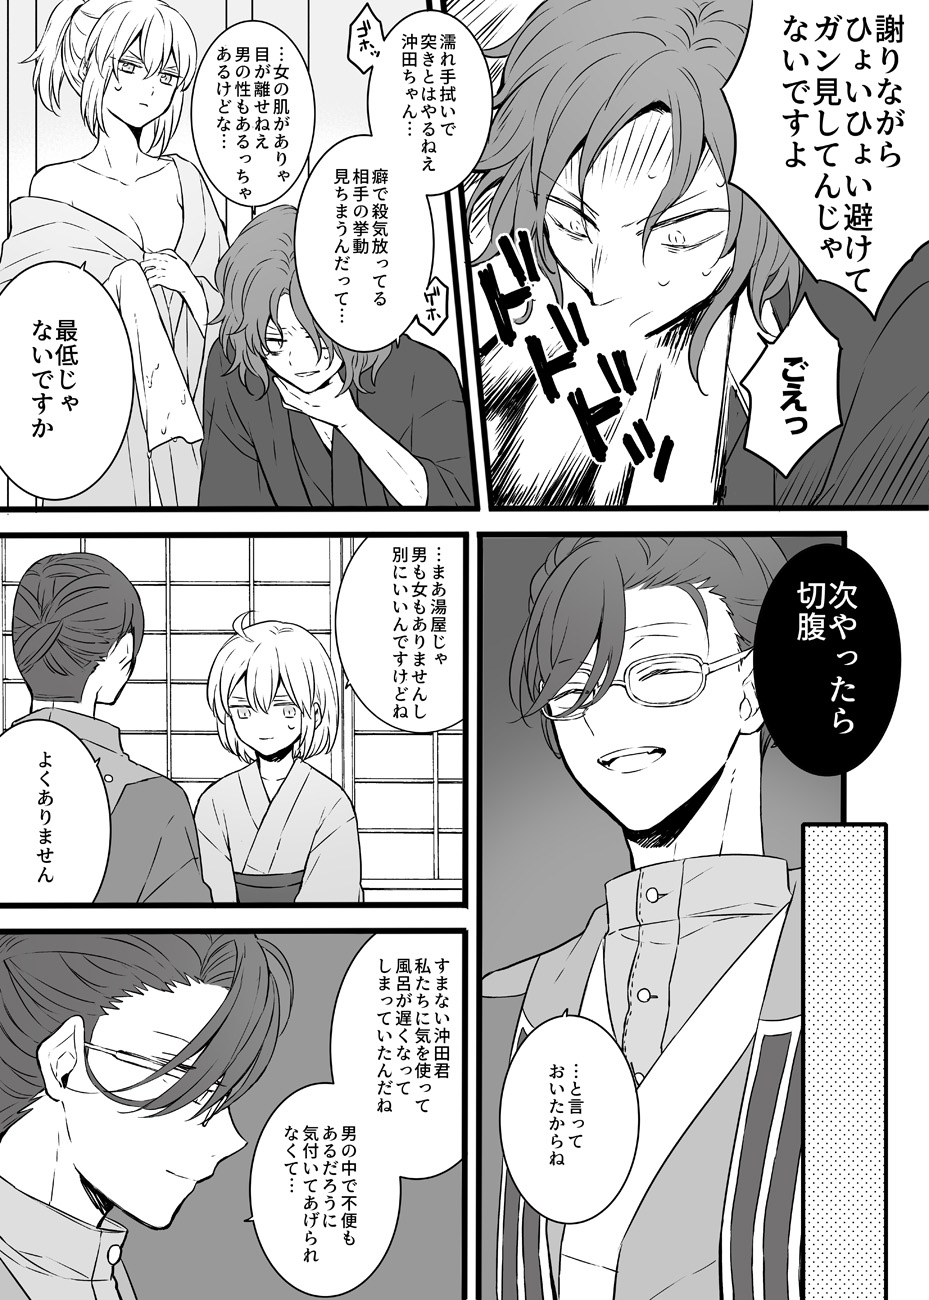 謝りながら
ひょいひょい避けて
ガン見してんじゃ
ないですよ
ごえっ
ドドドドッ
濡れ手拭いで
突きとはやるねえ
沖田ちゃん…
ゴホッ
癖で殺気放ってる
相手の挙動
見ちまうんだって…
ゴホッ
…女の肌がありゃ
目が離せねえ
男の性もあるっちゃ
あるけどな…
最低じゃ
ないですか
次やったら
切腹
…と言って
おいたからね
…まあ湯屋じゃ
男も女もありませんし
別にいいんですけどね
よくありません
すまない沖田君
私たちに気を使って
風呂が遅くなって
しまっていたんだね
男の中で不便も
あるだろうに
気付いてあげられ
なくて…